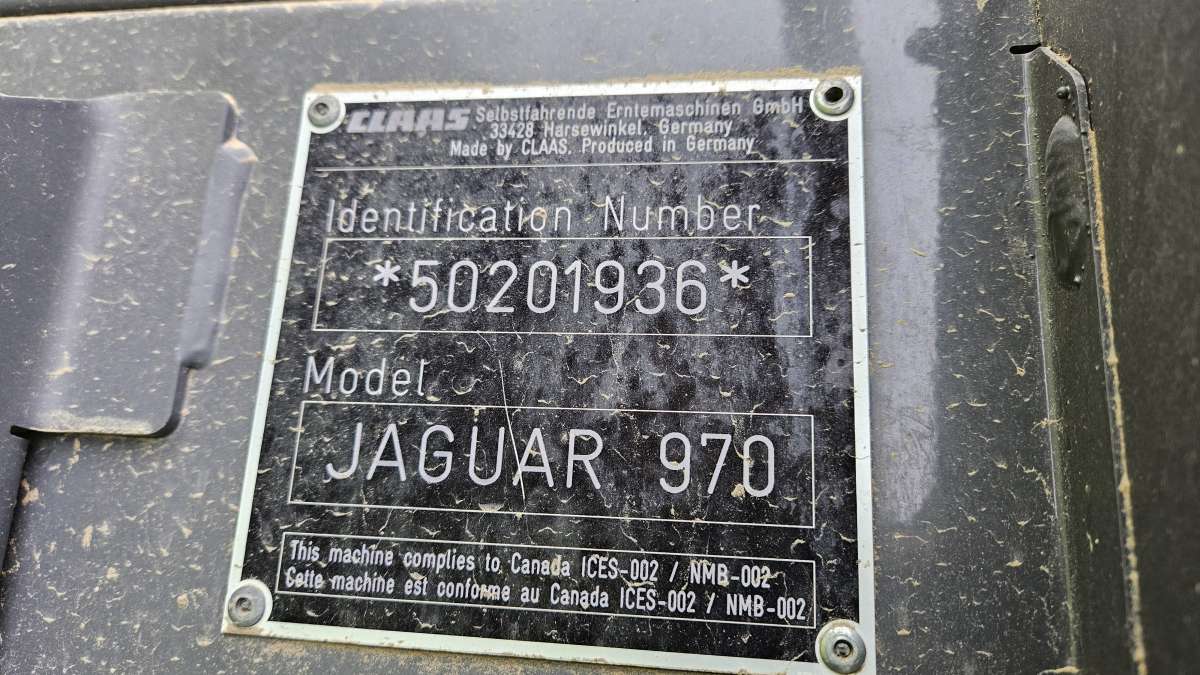 CLAAS Selbstfahrende Erntemaschinen GmbH
33428 Harsewinkel, Germany
Made by CLAAS. Produced in Germany
Identification Number
*50201936*
Model
JAGUAR 970
This machine complies to Canada ICES-002 / NMB-002
Cette machine est conforme au Canada ICES-002 / NMB-002